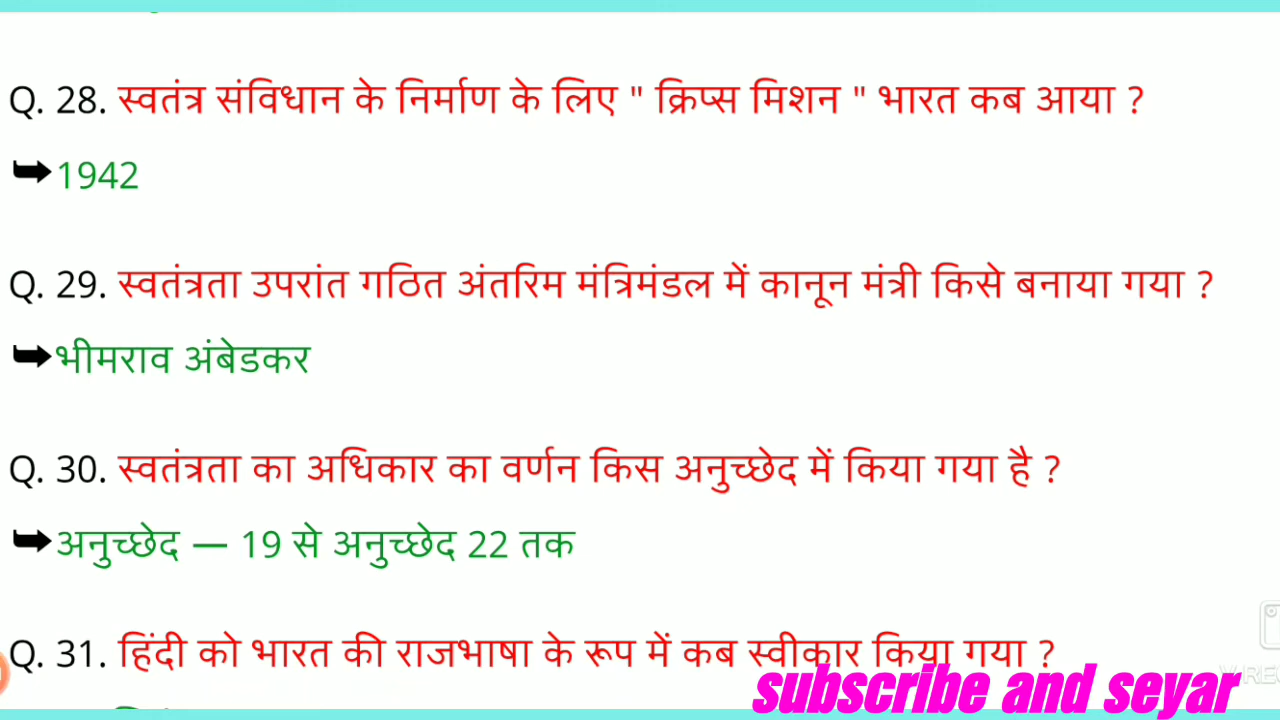 Q. 28. स्वतंत्र संविधान के निर्माण के लिए " क्रिप्स मिशन " भारत कब आया ?
➥1942
Q. 29. स्वतंत्रता उपरांत गठित अंतरिम मंत्रिमंडल में कानून मंत्री किसे बनाया गया ?
➥भीमराव अंबेडकर
Q. 30. स्वतंत्रता का अधिकार का वर्णन किस अनुच्छेद में किया गया है ?
➥अनुच्छेद — 19 से अनुच्छेद 22 तक
Q. 31. हिंदी को भारत की राजभाषा के रूप में कब स्वीकार किया गया ?
subscribe and seyar